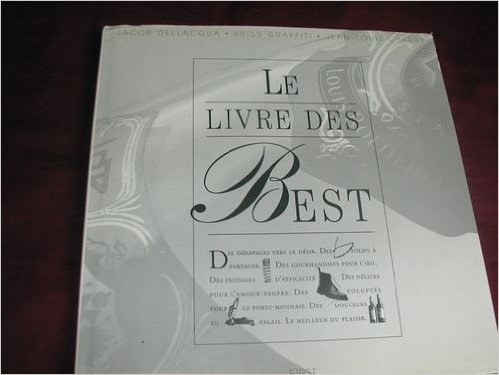 JACOB DELLACQUA • KRISS GRAFFITI • JEAN-LOUIS
LE
LIVRE DES
BEST
DES DÉRAPAGES VERS LE DÉSIR. DES FOLIES À
PARTAGER. DES GOURMANDISES POUR L'ŒIL.
DES PRODIGES D'EFFICACITÉ. DES DÉLICES
POUR L'AMOUR-PROPRE. DES VOLUPTÉS
POUR LE PORTE-MONNAIE. DES DOUCEURS
AU PALAIS. LE MEILLEUR DU PLAISIR.